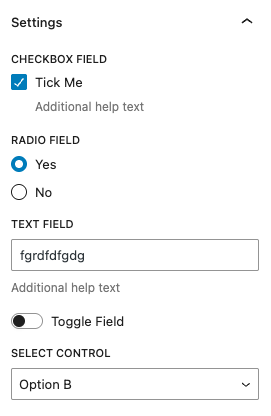 Settings
CHECKBOX FIELD
Tick Me
Additional help text
RADIO FIELD
Yes
No
TEXT FIELD
fgrdfdfgdg
Additional help text
Toggle Field
SELECT CONTROL
Option B